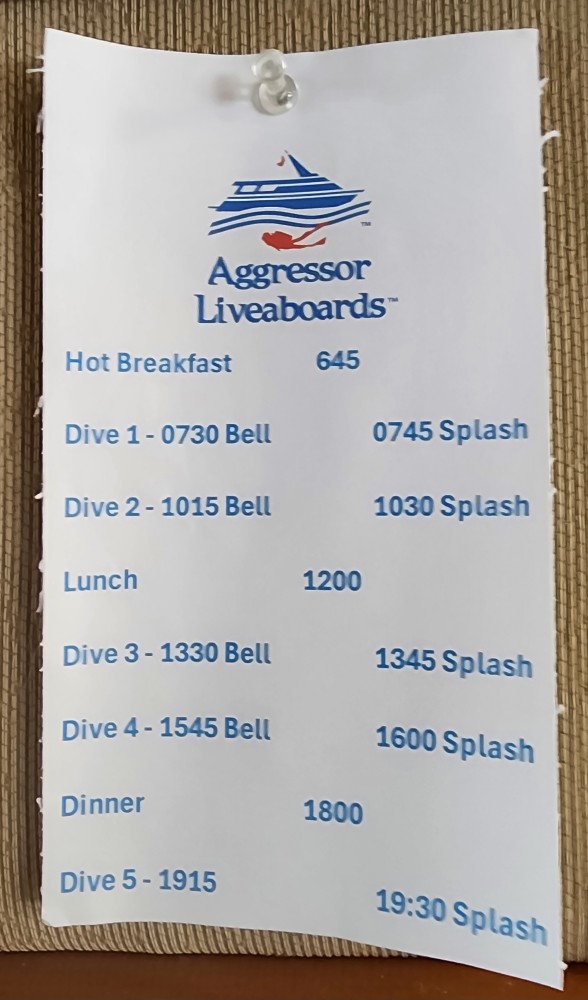 Aggressor
Liveaboards™
Hot Breakfast 645
Dive 1 - 0730 Bell 0745 Splash
Dive 2 - 1015 Bell 1030 Splash
Lunch 1200
Dive 3 - 1330 Bell 1345 Splash
Dive 4 - 1545 Bell 1600 Splash
Dinner 1800
Dive 5 - 1915 19:30 Splash